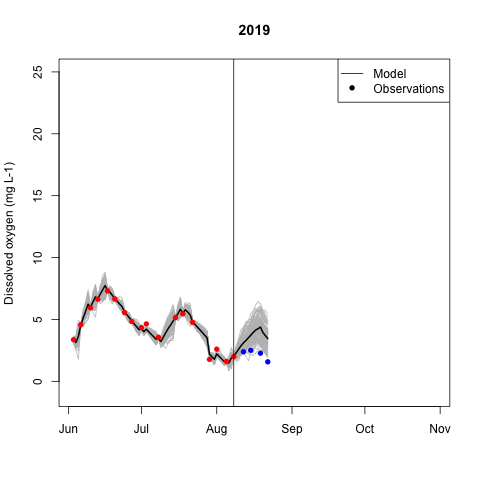 2019
Model
Observations
Dissolved oxygen (mg L-1)
25
20
15
10
5
0
Jun Jul Aug Sep Oct Nov